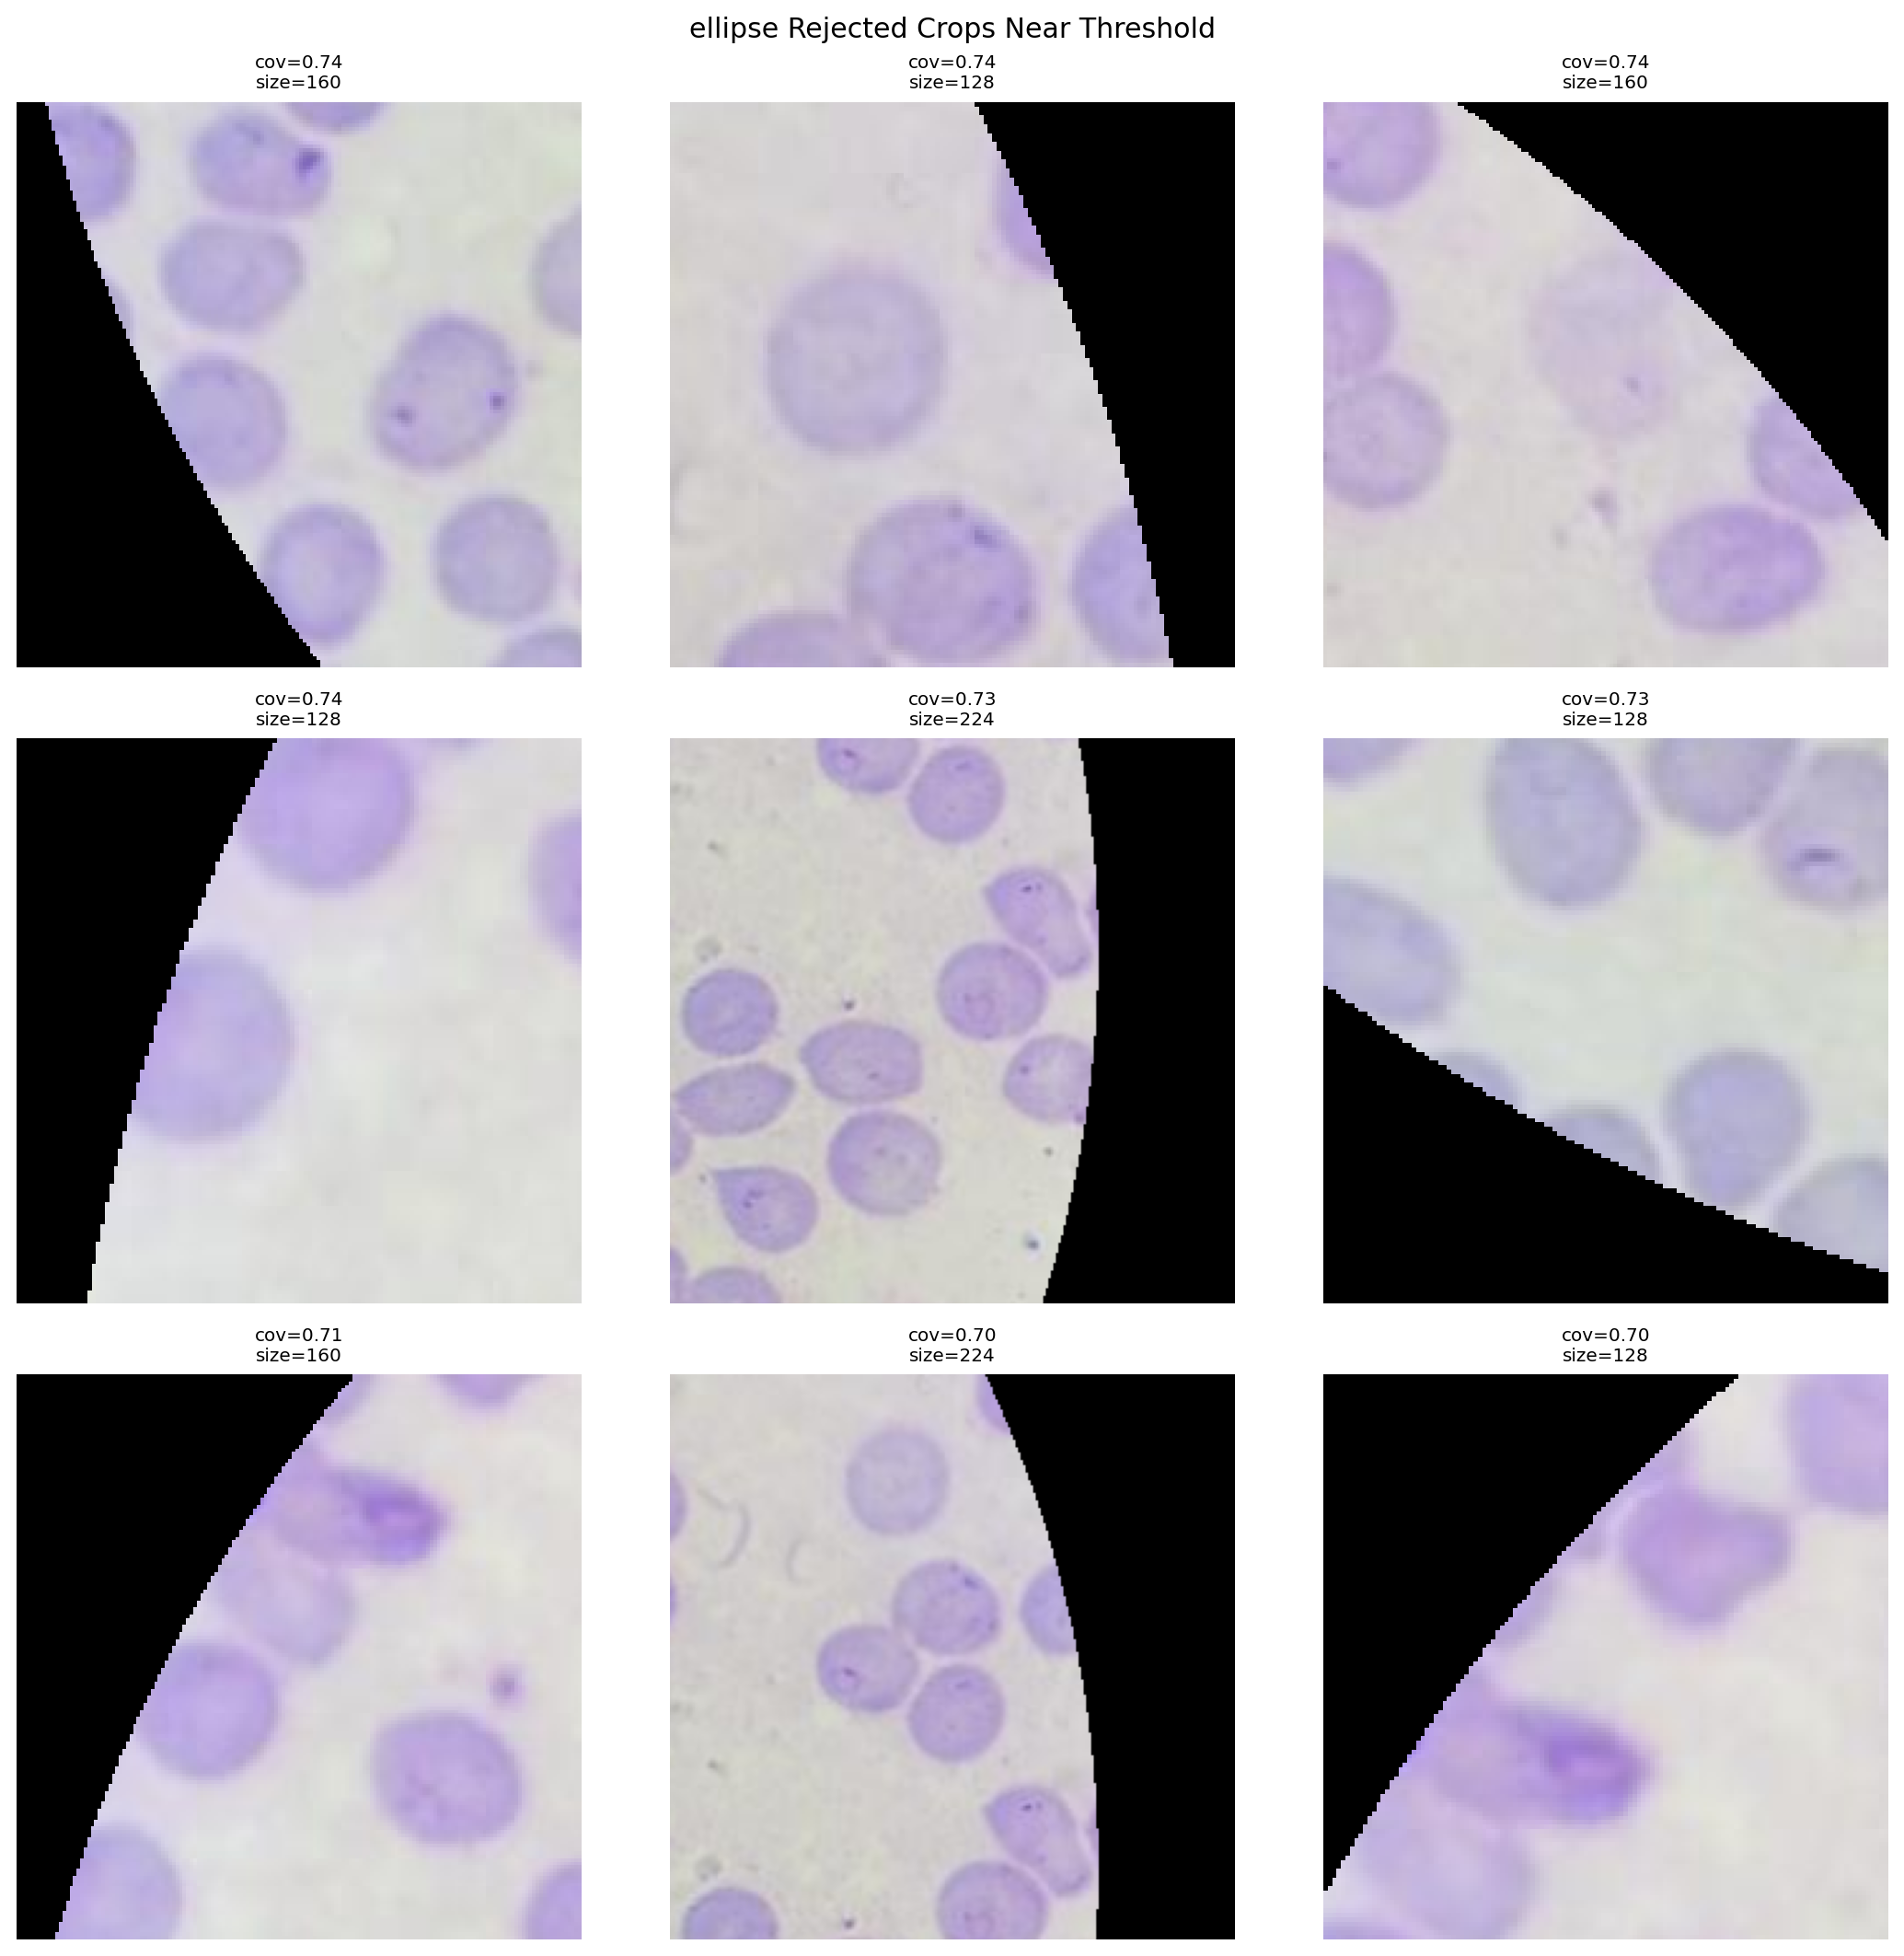 ellipse Rejected Crops Near Threshold
cov=0.74
size=160
cov=0.74
size=128
cov=0.74
size=160
cov=0.74
size=128
cov=0.73
size=224
cov=0.73
size=128
cov=0.71
size=160
cov=0.70
size=224
cov=0.70
size=128